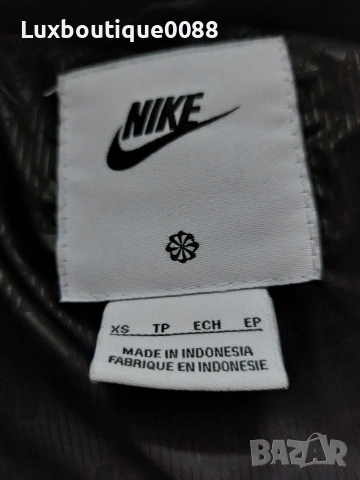 Luxboutique0088
NIKE
XS TP ECH EP
MADE IN INDONESIA
FABRIQUE EN INDONESIE
BAZAR